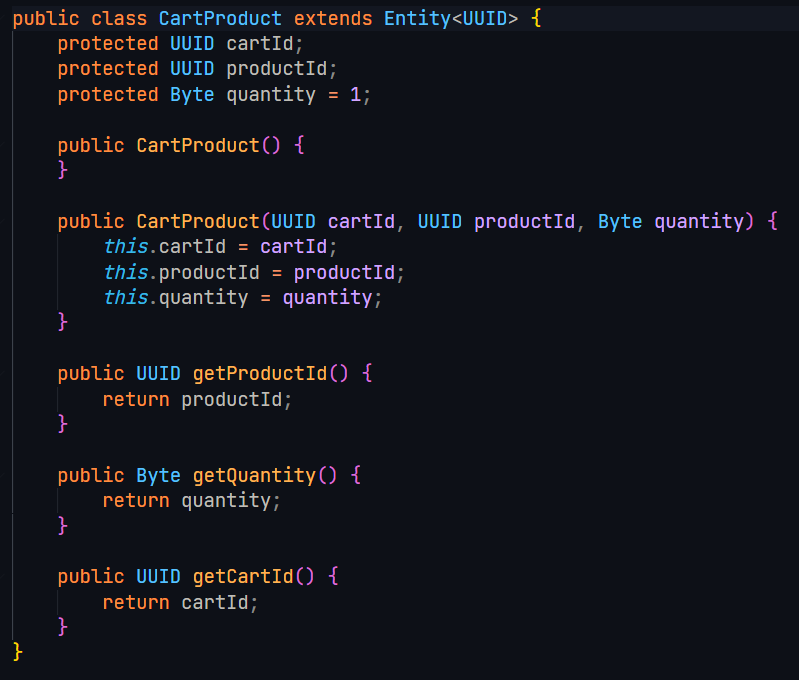 public class CartProduct extends Entity<UUID> {
    protected UUID cartId;
    protected UUID productId;
    protected Byte quantity = 1;

    public CartProduct() {
    }

    public CartProduct(UUID cartId, UUID productId, Byte quantity) {
        this.cartId = cartId;
        this.productId = productId;
        this.quantity = quantity;
    }

    public UUID getProductId() {
        return productId;
    }

    public Byte getQuantity() {
        return quantity;
    }

    public UUID getCartId() {
        return cartId;
    }
}